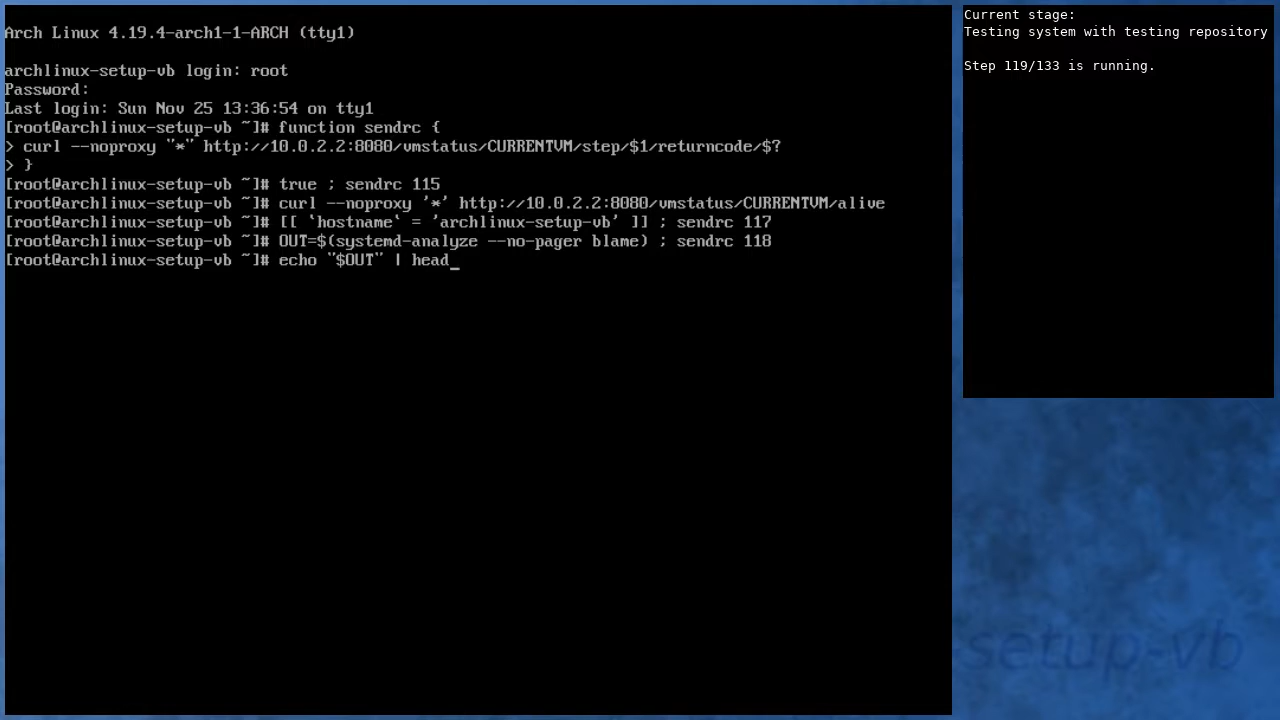 Arch Linux 4.19.4-arch1-1-ARCH (tty1)
archlinux-setup-vb login: root
Password:
Last login: Sun Nov 25 13:36:54 on tty1
[root@archlinux-setup-vb ~]# function sendrc {
> curl --noproxy "*" http://10.0.2.2:8080/vmstatus/CURRENTVM/step/$1/returncode/$?
> }
[root@archlinux-setup-vb ~]# true ; sendrc 115
[root@archlinux-setup-vb ~]# curl --noproxy '*' http://10.0.2.2:8080/vmstatus/CURRENTVM/alive
[root@archlinux-setup-vb ~]# [[ `hostname` = 'archlinux-setup-vb' ]] ; sendrc 117
[root@archlinux-setup-vb ~]# OUT=$(systemd-analyze --no-pager blame) ; sendrc 118
[root@archlinux-setup-vb ~]# echo "$OUT" | head_
Current stage:
Testing system with testing repository
Step 119/133 is running.
setup-vb